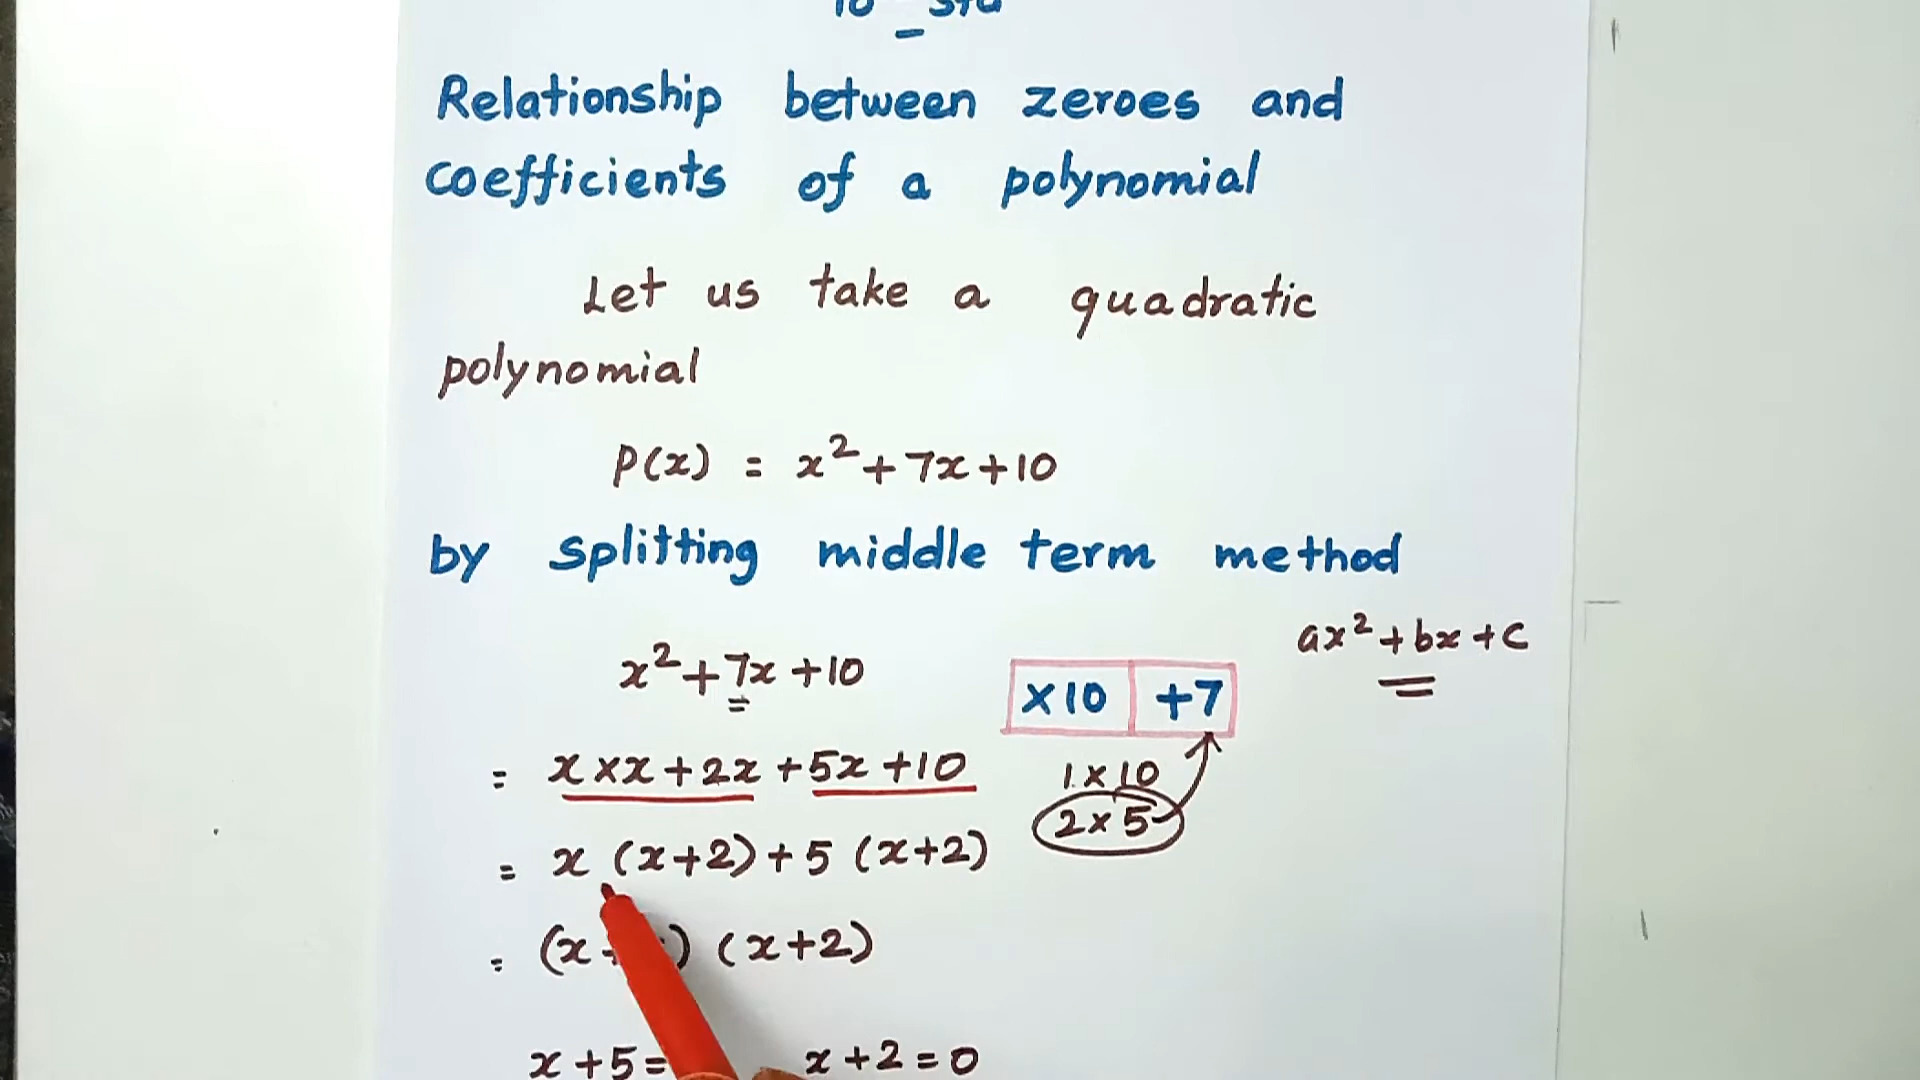 Relationship between zeroes and
coefficients of a polynomial
Let us take a quadratic
polynomial
P(x) = x²+7x+10
by splitting middle term method
ax²+bx+c
x²+7x+10
×10 +7
= x×x+2x+5x+10
1×10
2×5
= x(x+2)+5(x+2)
= (x+ ) (x+2)
x+5= x+2=0